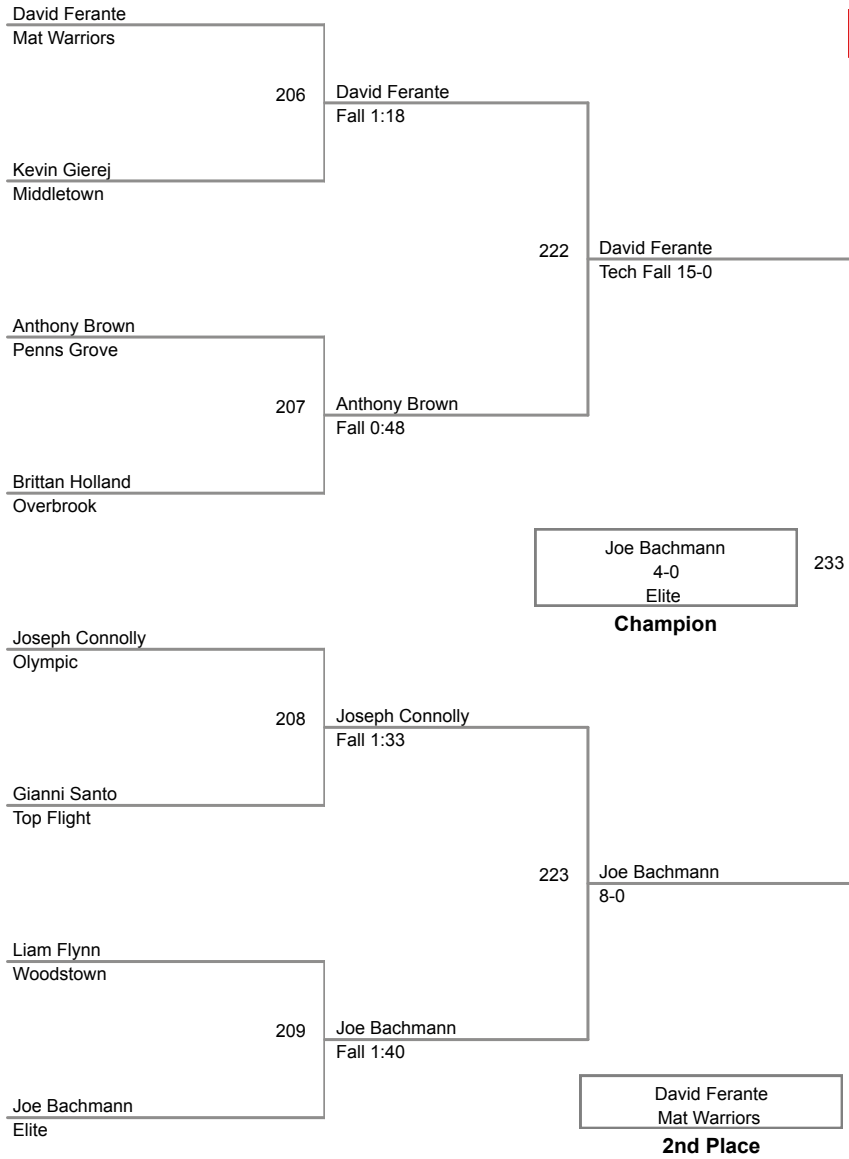 David Ferante
Mat Warriors
206
David Ferante
Fall 1:18
Kevin Gierej
Middletown
222
David Ferante
Tech Fall 15-0
Anthony Brown
Penns Grove
207
Anthony Brown
Fall 0:48
Brittan Holland
Overbrook
Joe Bachmann
4-0
Elite
233
Champion
Joseph Connolly
Olympic
208
Joseph Connolly
Fall 1:33
Gianni Santo
Top Flight
223
Joe Bachmann
8-0
Liam Flynn
Woodstown
209
Joe Bachmann
Fall 1:40
Joe Bachmann
Elite
David Ferante
Mat Warriors
2nd Place